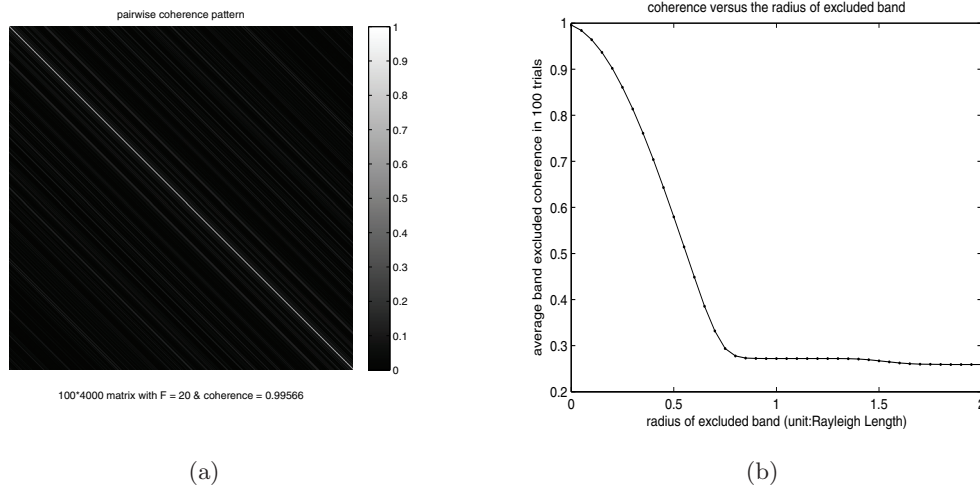 pairwise coherence pattern
1
0.9
0.8
0.7
0.6
0.5
0.4
0.3
0.2
0.1
0
100*4000 matrix with F = 20 & coherence = 0.99566
(a)
coherence versus the radius of excluded band
average band excluded coherence in 100 trials
1
0.9
0.8
0.7
0.6
0.5
0.4
0.3
0.2
0 0.5 1 1.5 2
radius of excluded band (unit:Rayleigh Length)
(b)